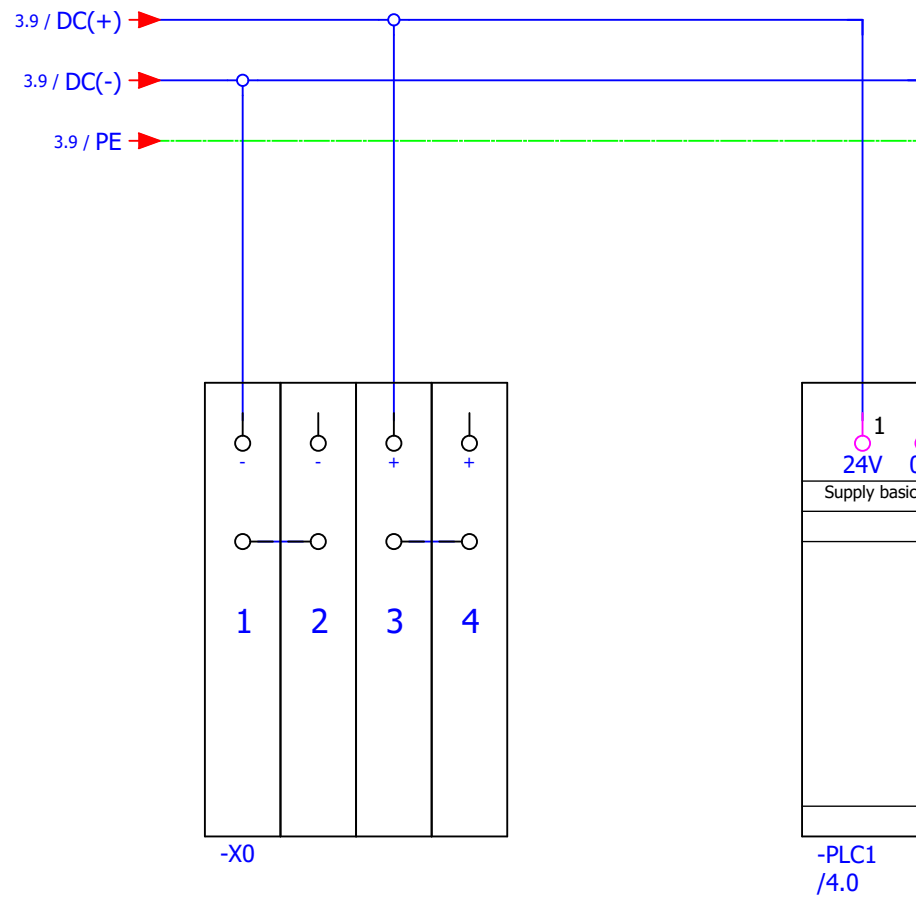 3.9 / DC(+)
3.9 / DC(-)
3.9 / PE
- - + +
1
24V 0
Supply basic
1 2 3 4
-X0
-PLC1
/4.0